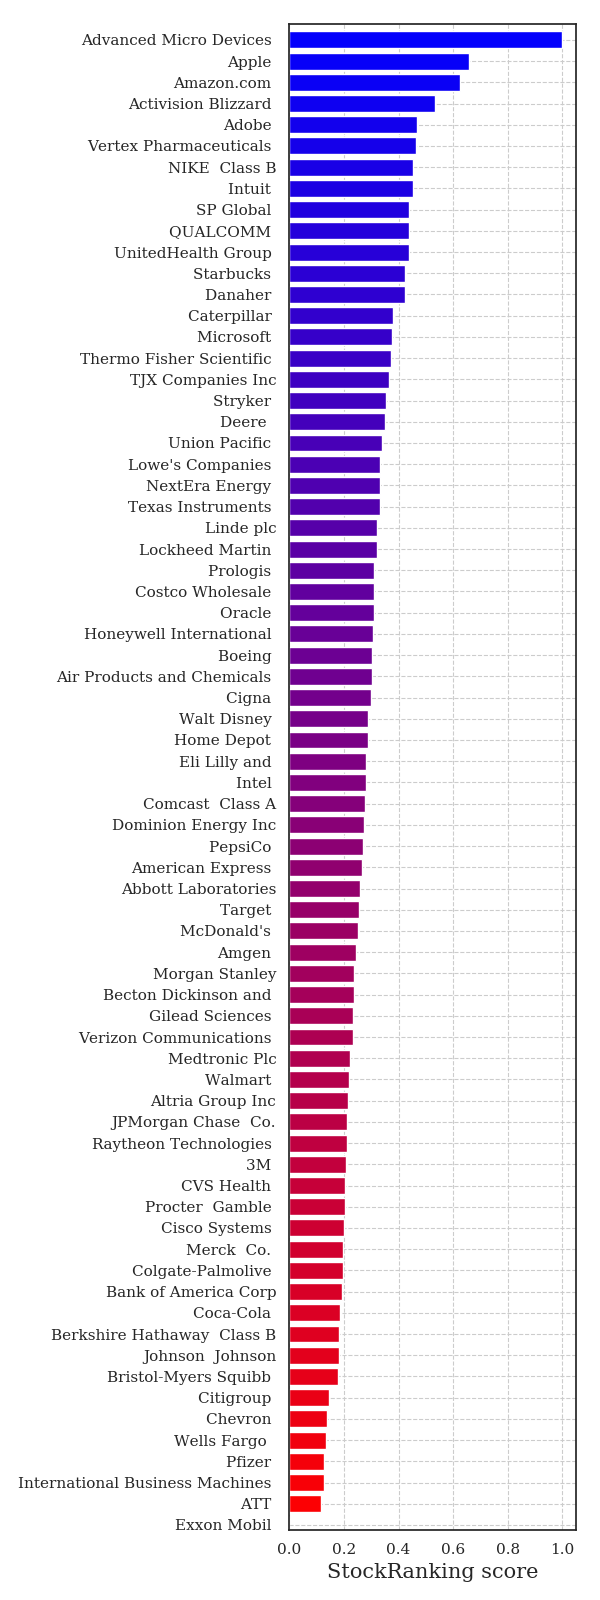 Advanced Micro Devices
Apple
Amazon.com
Activision Blizzard
Adobe
Vertex Pharmaceuticals
NIKE  Class B
Intuit
SP Global
QUALCOMM
UnitedHealth Group
Starbucks
Danaher
Caterpillar
Microsoft
Thermo Fisher Scientific
TJX Companies Inc
Stryker
Deere
Union Pacific
Lowe's Companies
NextEra Energy
Texas Instruments
Linde plc
Lockheed Martin
Prologis
Costco Wholesale
Oracle
Honeywell International
Boeing
Air Products and Chemicals
Cigna
Walt Disney
Home Depot
Eli Lilly and
Intel
Comcast  Class A
Dominion Energy Inc
PepsiCo
American Express
Abbott Laboratories
Target
McDonald's
Amgen
Morgan Stanley
Becton Dickinson and
Gilead Sciences
Verizon Communications
Medtronic Plc
Walmart
Altria Group Inc
JPMorgan Chase  Co.
Raytheon Technologies
3M
CVS Health
Procter  Gamble
Cisco Systems
Merck  Co.
Colgate-Palmolive
Bank of America Corp
Coca-Cola
Berkshire Hathaway  Class B
Johnson  Johnson
Bristol-Myers Squibb
Citigroup
Chevron
Wells Fargo
Pfizer
International Business Machines
ATT
Exxon Mobil
0.0 0.2 0.4 0.6 0.8 1.0
StockRanking score